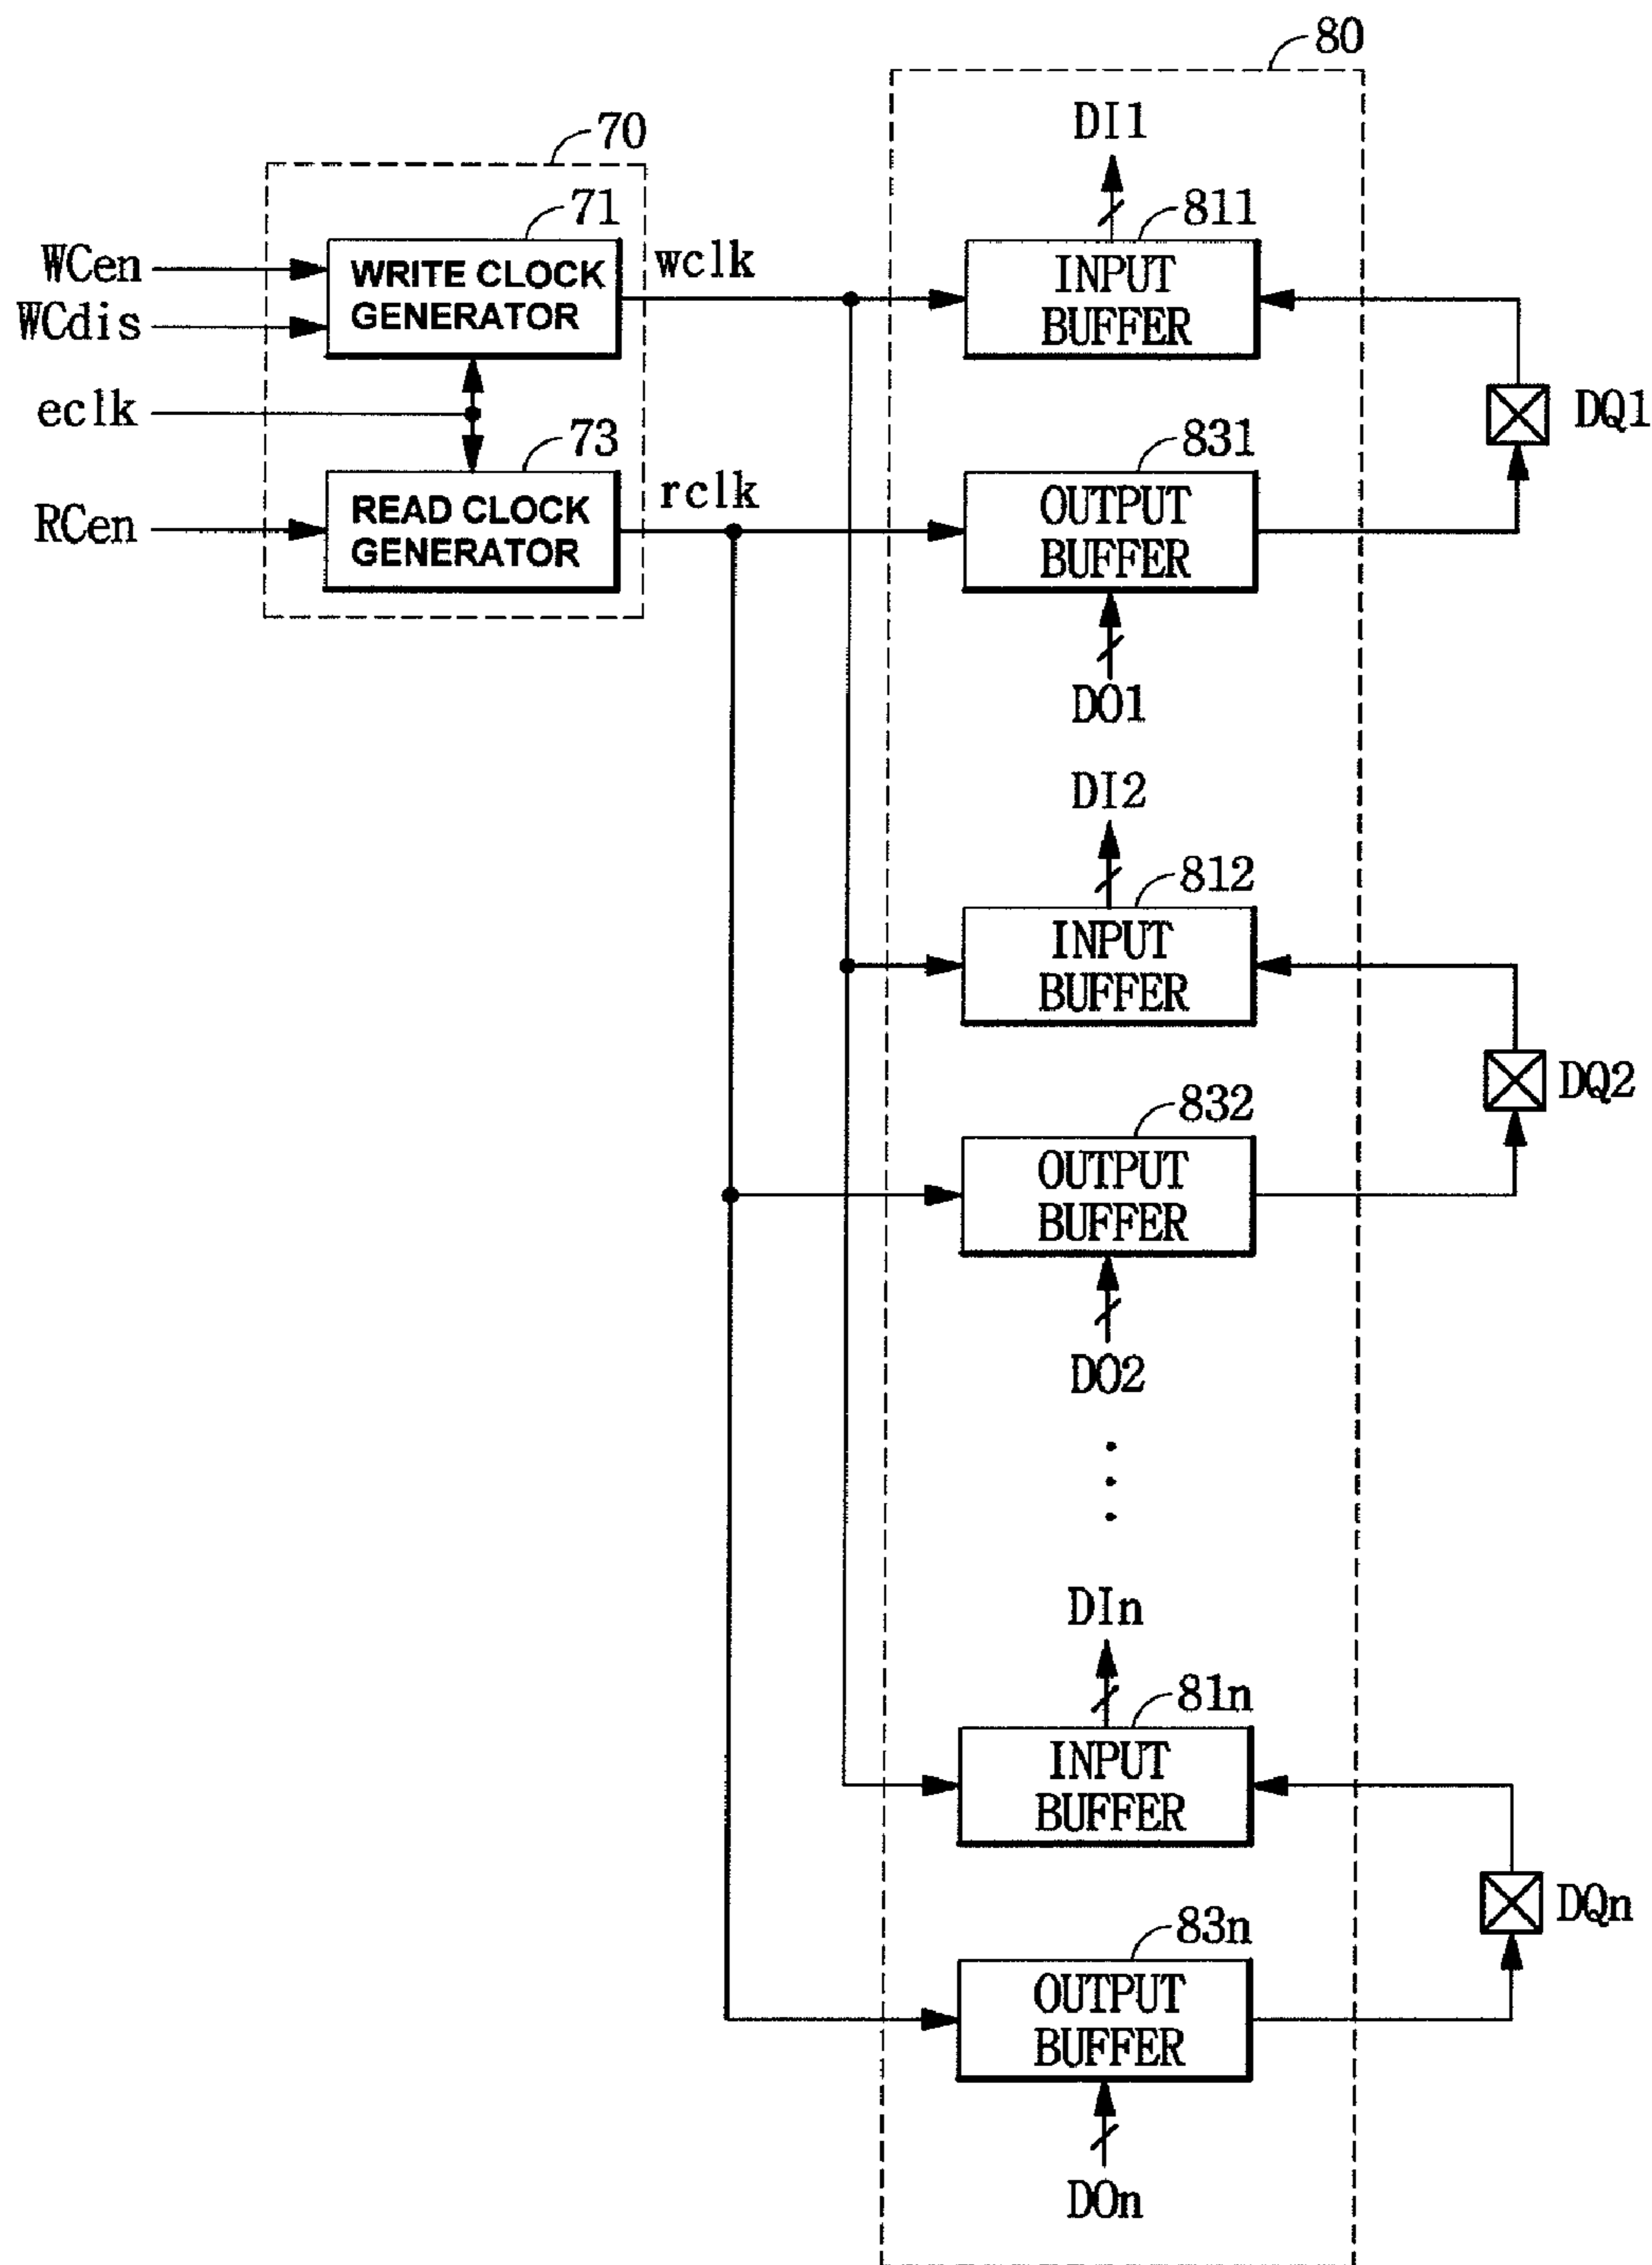 80
DI1
70
71
811
WCen
WRITE CLOCK
GENERATOR
wclk
INPUT
BUFFER
WCdis
eclk
DQ1
73
831
RCen
READ CLOCK
GENERATOR
rclk
OUTPUT
BUFFER
DO1
DI2
812
INPUT
BUFFER
DQ2
832
OUTPUT
BUFFER
DO2
DIn
81n
INPUT
BUFFER
DQn
83n
OUTPUT
BUFFER
DOn